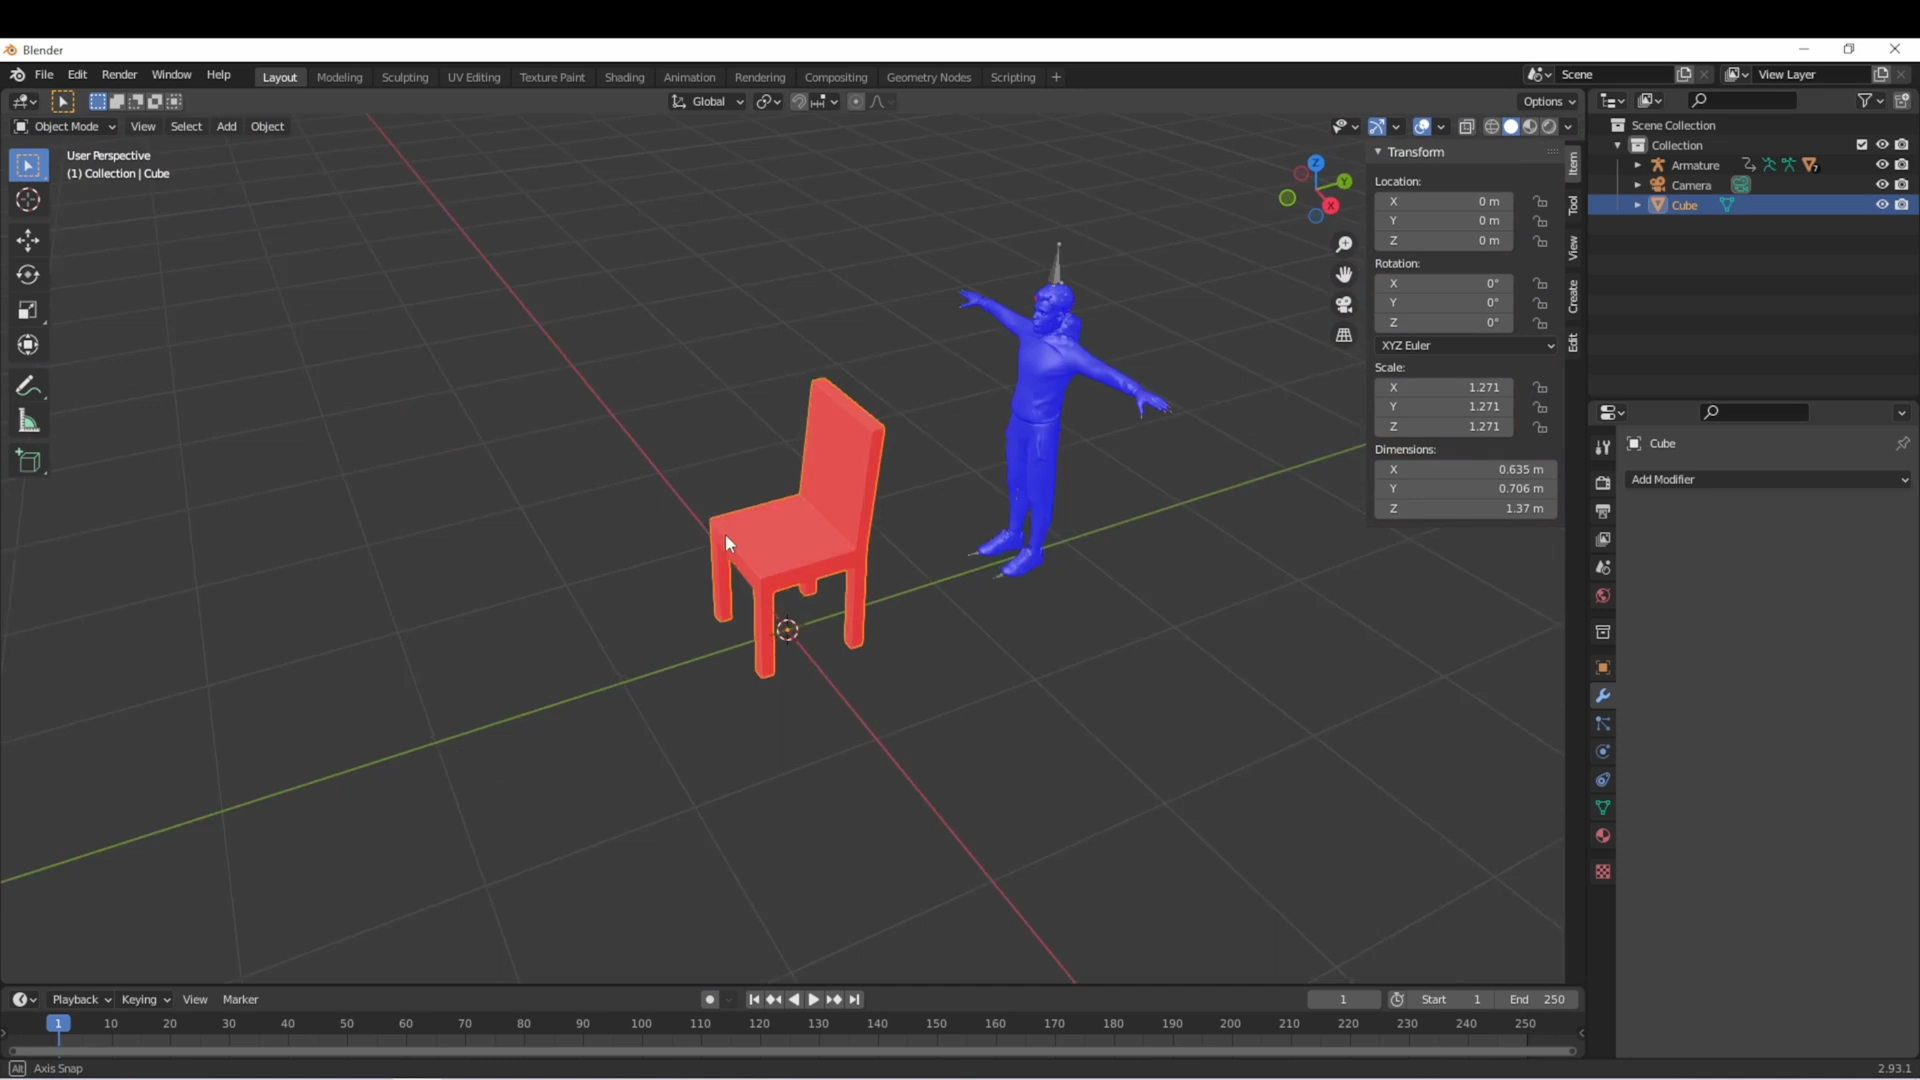 Blender
File Edit Render Window Help Layout Modeling Sculpting UV Editing Texture Paint Shading Animation Rendering Compositing Geometry Nodes Scripting + Scene View Layer
Global Options
Object Mode View Select Add Object
User Perspective
(1) Collection | Cube
Z
Y
X
Transform
Location:
X 0 m
Y 0 m
Z 0 m
Rotation:
X 0°
Y 0°
Z 0°
XYZ Euler
Scale:
X 1.271
Y 1.271
Z 1.271
Dimensions:
X 0.635 m
Y 0.706 m
Z 1.37 m
Item
Tool
View
Create
Edit
Scene Collection
Collection
Armature 7
Camera
Cube
Cube
Add Modifier
Playback Keying View Marker 1 Start 1 End 250
1 10 20 30 40 50 60 70 80 90 100 110 120 130 140 150 160 170 180 190 200 210 220 230 240 250
Alt Axis Snap 2.93.1